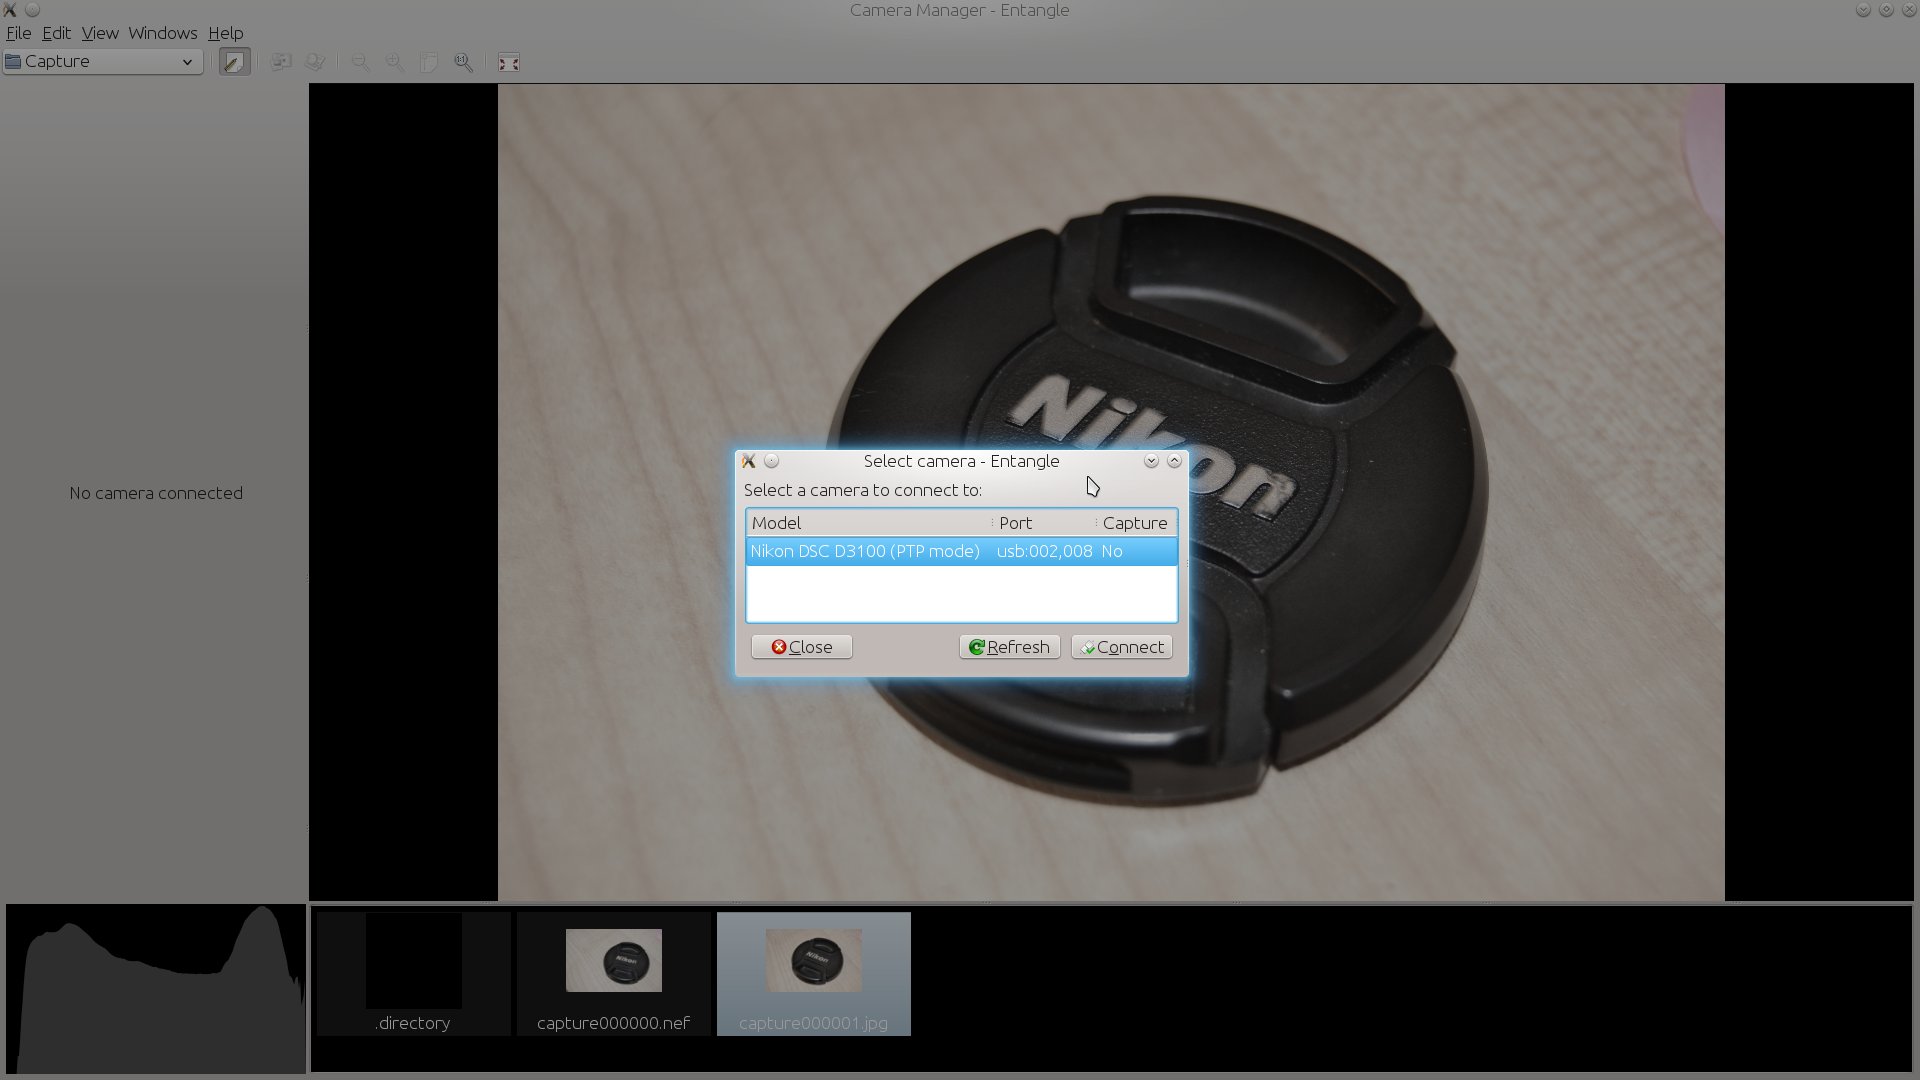 Camera Manager - Entangle
File Edit View Windows Help
Capture
No camera connected
Nikon
Select camera - Entangle
Select a camera to connect to:
Model Port Capture
Nikon DSC D3100 (PTP mode) usb:002,008 No
Close Refresh Connect
Nikon
Nikon
.directory capture000000.nef capture000001.jpg